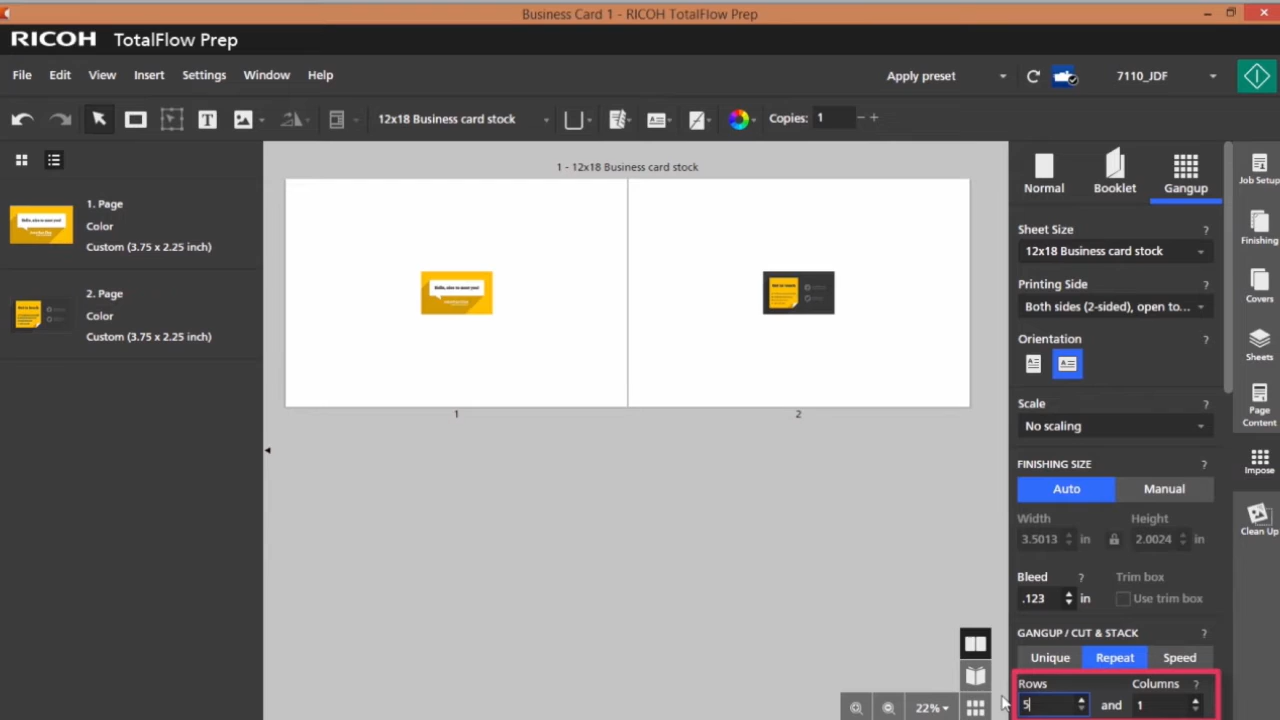 Business Card 1 - RICOH TotalFlow Prep
RICOH TotalFlow Prep
File Edit View Insert Settings Window Help
Apply preset 7110_JDF
12x18 Business card stock Copies: 1
1. Page
Color
Custom (3.75 x 2.25 inch)
2. Page
Color
Custom (3.75 x 2.25 inch)
1 - 12x18 Business card stock
Hello, nice to meet you!
1 2
22%
Normal Booklet Gangup
Sheet Size ?
12x18 Business card stock
Printing Side ?
Both sides (2-sided), open to...
Orientation ?
Scale ?
No scaling
FINISHING SIZE ?
Auto Manual
Width Height
3.5013 in 2.0024 in
Bleed ? Trim box
.123 in Use trim box
GANGUP / CUT & STACK ?
Unique Repeat Speed
Rows Columns ?
5 and 1
Job Setup
Finishing
Covers
Sheets
Page
Content
Impose
Clean Up